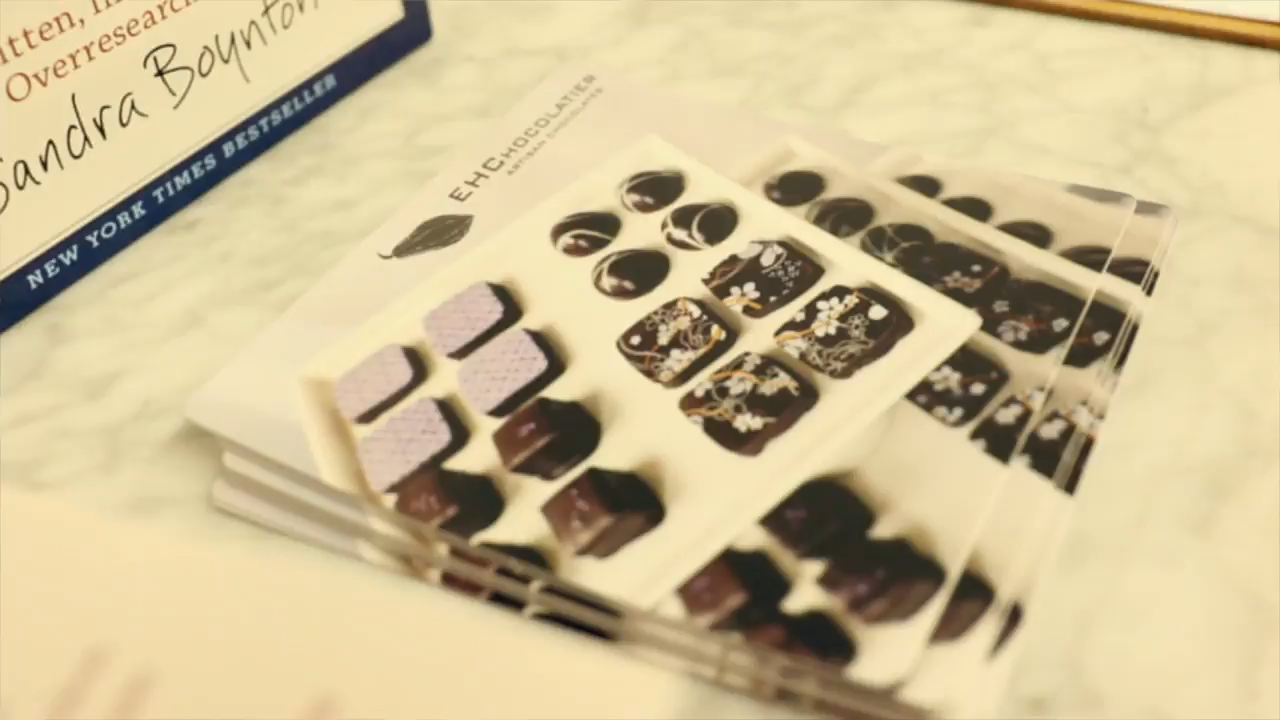 Overresearch
Sandra Boynton
NEW YORK TIMES BESTSELLER
EHCHOCOLATIER
ARTISAN CHOCOLATES